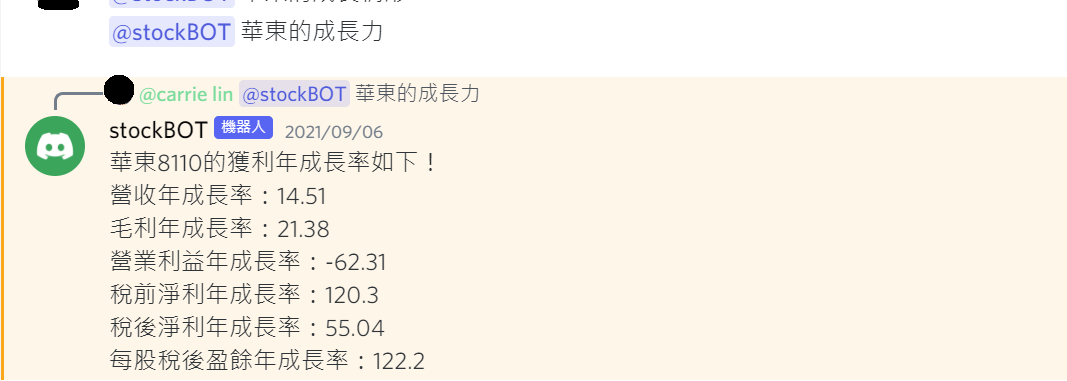 @stockBOT 華東的成長力
@carrie lin @stockBOT 華東的成長力
stockBOT 機器人 2021/09/06
華東8110的獲利年成長率如下！
營收年成長率：14.51
毛利年成長率：21.38
營業利益年成長率：-62.31
稅前淨利年成長率：120.3
稅後淨利年成長率：55.04
每股稅後盈餘年成長率：122.2